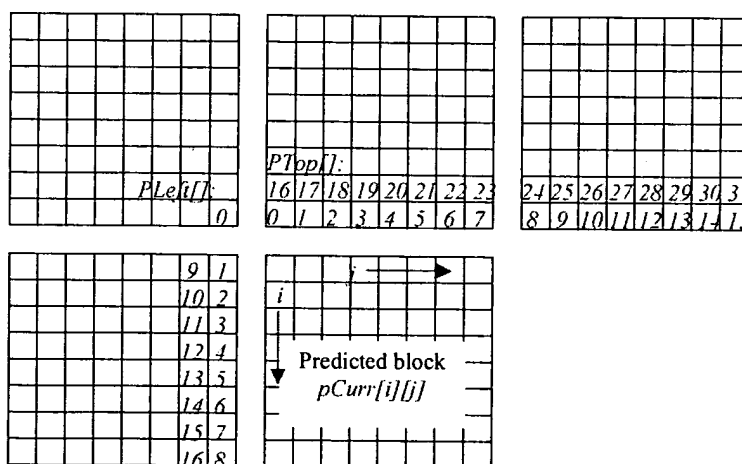 PTop[]:
PLeft[]:
16 17 18 19 20 21 22 23
24 25 26 27 28 29 30 3
0
0 1 2 3 4 5 6 7
8 9 10 11 12 13 14 1
9 1
10 2
11 3
12 4
13 5
14 6
15 7
16 8
j
i
Predicted block
pCurr[i][j]